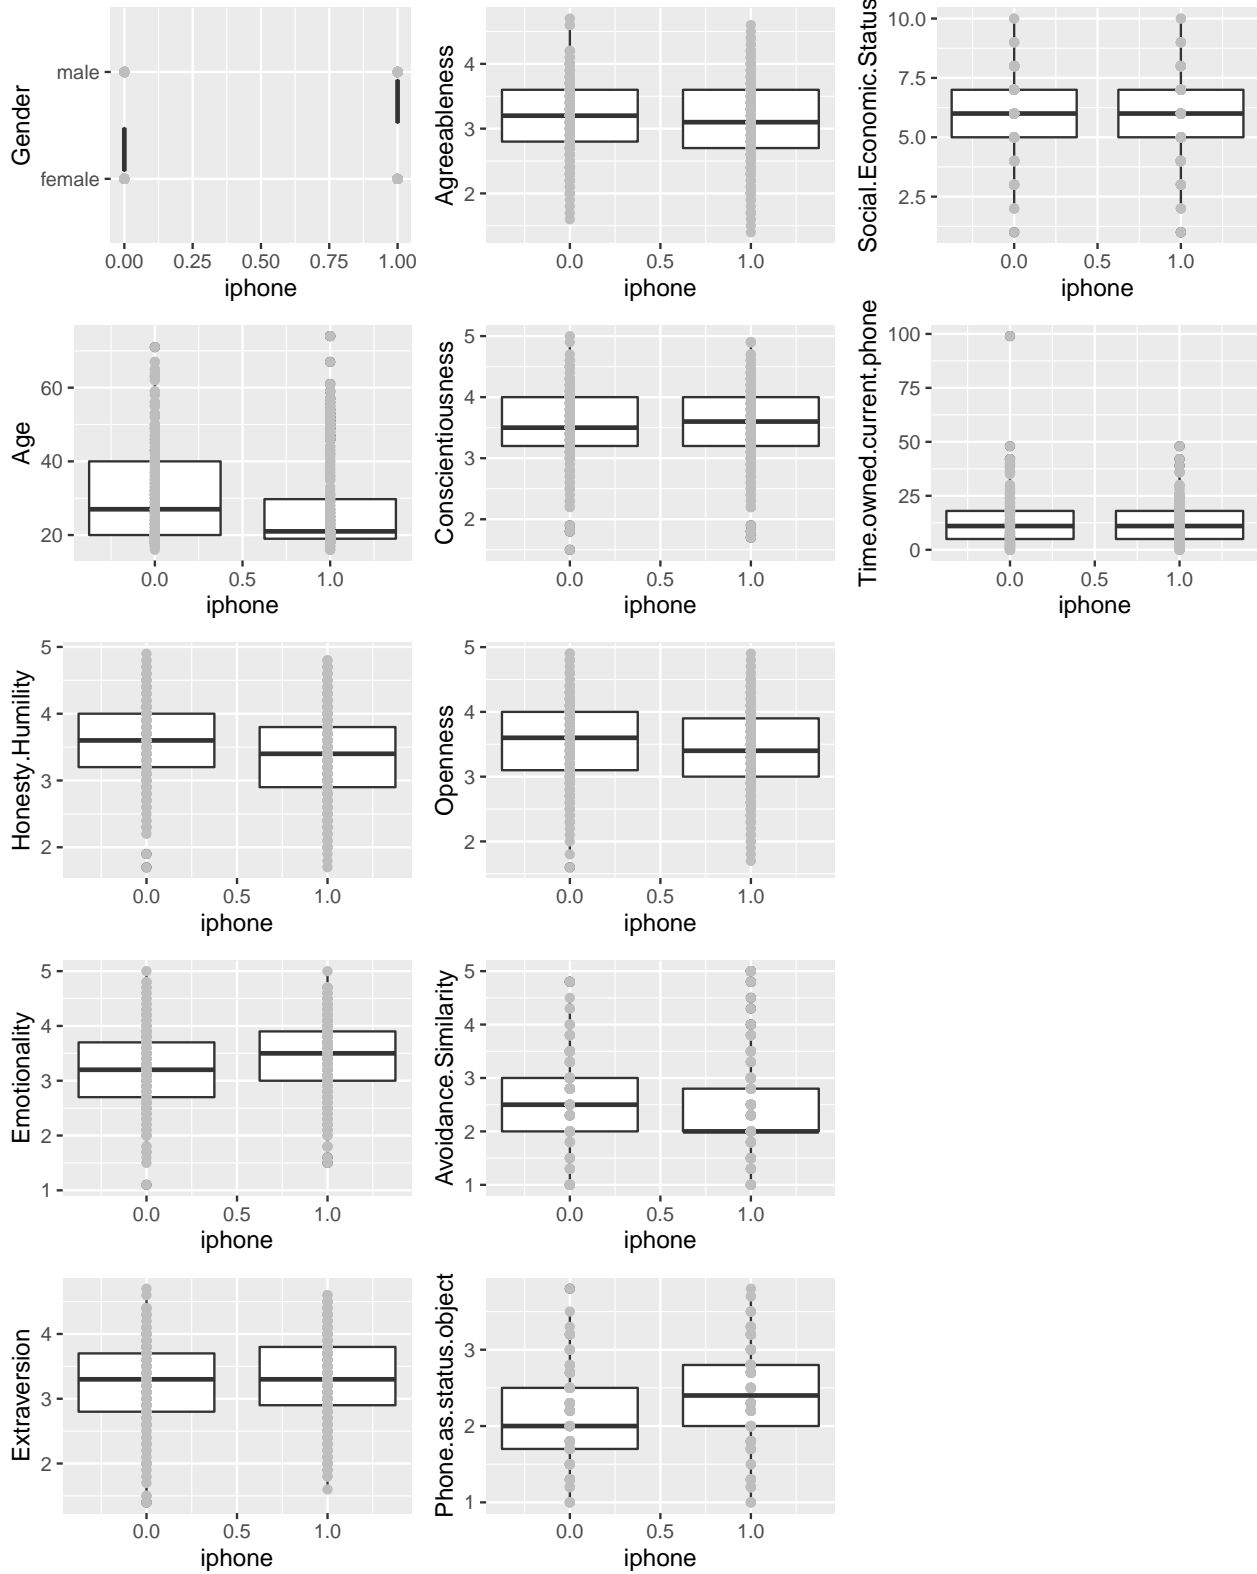 Gender
male
female
0.00 0.25 0.50 0.75 1.00
iphone
Agreeableness
4
3
2
0.0 0.5 1.0
iphone
Social.Economic.Status
10.0
7.5
5.0
2.5
0.0 0.5 1.0
iphone
Age
60
40
20
0.0 0.5 1.0
iphone
Conscientiousness
5
4
3
2
0.0 0.5 1.0
iphone
Time.owned.current.phone
100
75
50
25
0
0.0 0.5 1.0
iphone
Honesty.Humility
5
4
3
2
0.0 0.5 1.0
iphone
Openness
5
4
3
2
0.0 0.5 1.0
iphone
Emotionality
5
4
3
2
1
0.0 0.5 1.0
iphone
Avoidance.Similarity
5
4
3
2
1
0.0 0.5 1.0
iphone
Extraversion
4
3
2
0.0 0.5 1.0
iphone
Phone.as.status.object
3
2
1
0.0 0.5 1.0
iphone